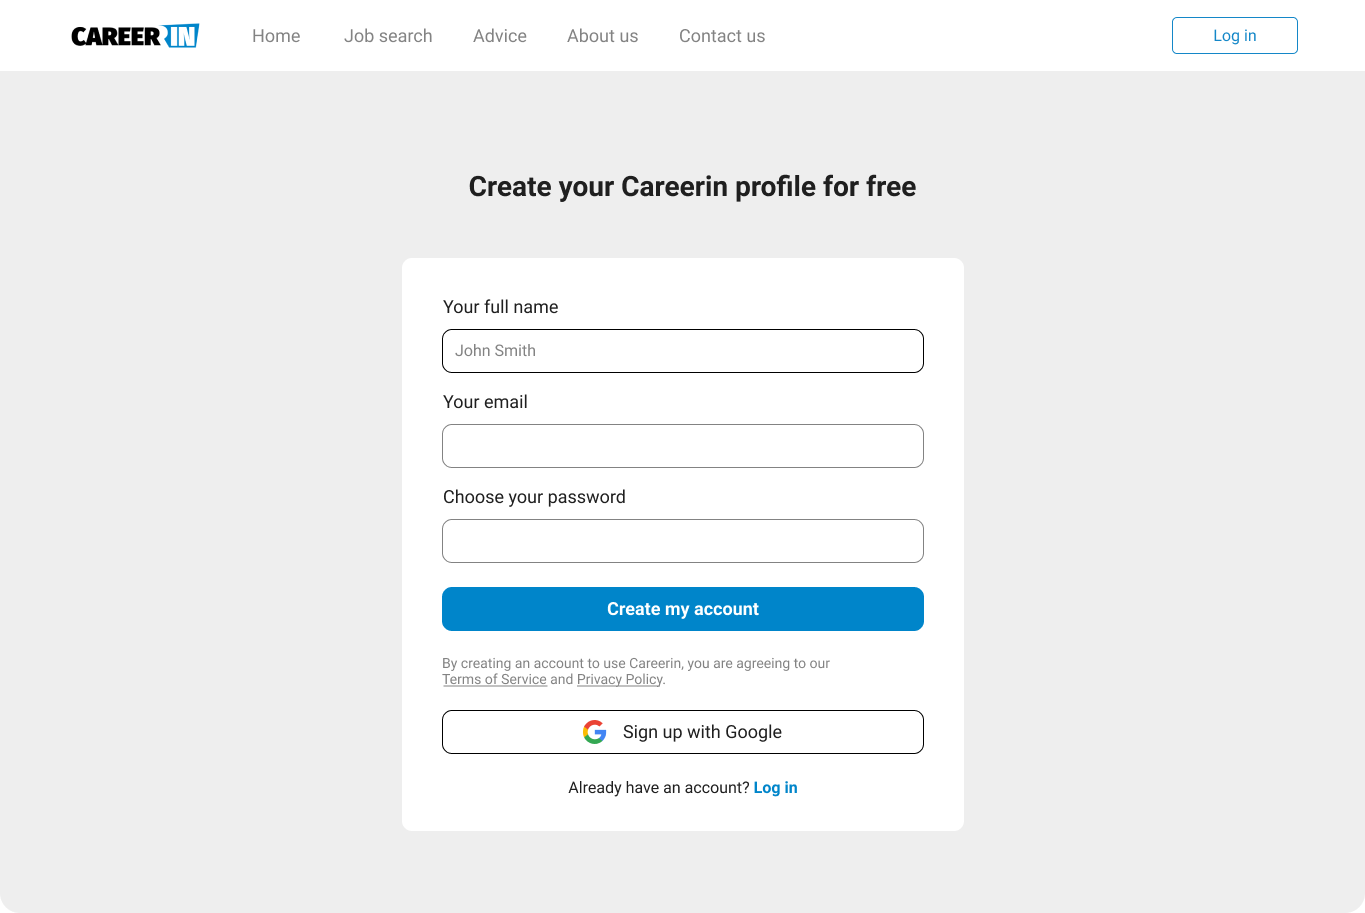 CAREERIN
Home
Job search
Advice
About us
Contact us
Log in
Create your Careerin profile for free
Your full name
John Smith
Your email
Choose your password
Create my account
By creating an account to use Careerin, you are agreeing to our
Terms of Service and Privacy Policy.
Sign up with Google
Already have an account? Log in